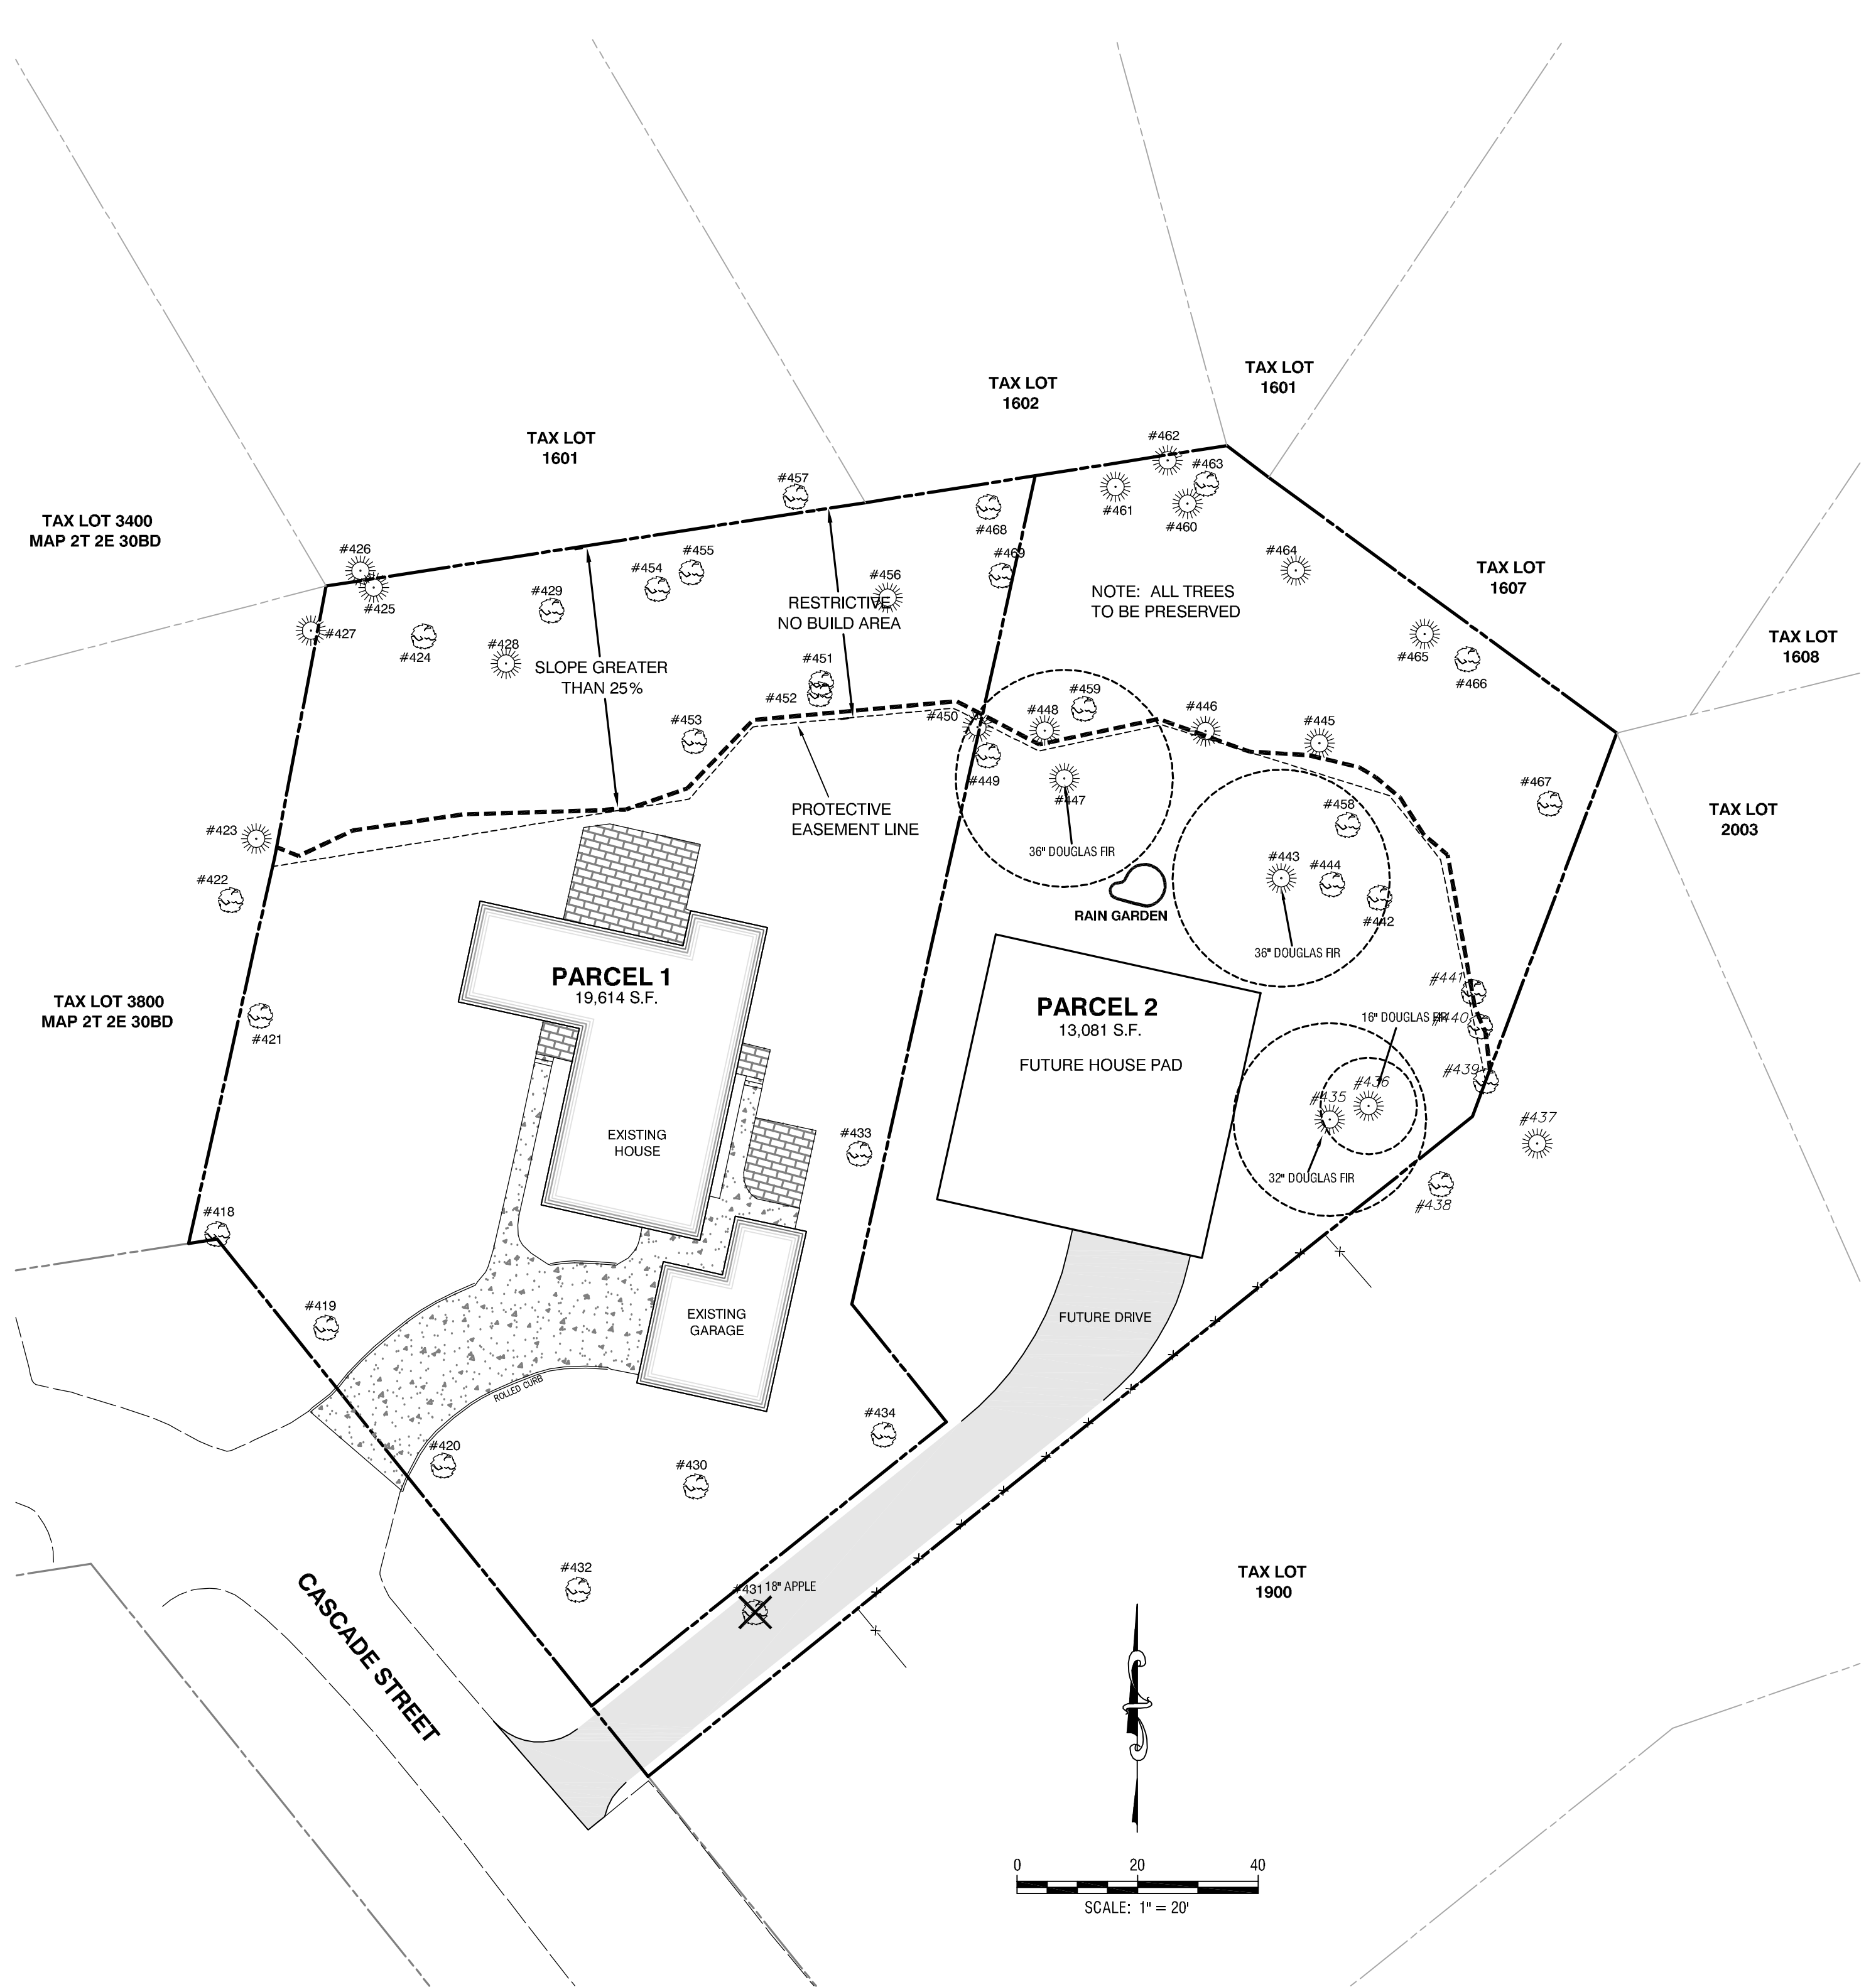 TAX LOT
1601
TAX LOT
1602
TAX LOT
1601
#462
#463
#457
#461
#460
#468
TAX LOT 3400
MAP 2T 2E 30BD
#426
#425
#427
#424
#429
#428
#454
#455
#456
#469
#464
RESTRICTIVE
NO BUILD AREA
NOTE: ALL TREES
TO BE PRESERVED
TAX LOT
1607
TAX LOT
1608
#465
#466
SLOPE GREATER
THAN 25%
#451
#452
#453
#450
#448
#459
#446
#445
#449
#447
#467
#458
PROTECTIVE
EASEMENT LINE
TAX LOT
2003
#423
#422
36" DOUGLAS FIR
#443
#444
#442
RAIN GARDEN
36" DOUGLAS FIR
PARCEL 1
19,614 S.F.
TAX LOT 3800
MAP 2T 2E 30BD
#421
PARCEL 2
13,081 S.F.
FUTURE HOUSE PAD
#441
16" DOUGLAS FIR
#440
#439
#436
#435
#437
#438
32" DOUGLAS FIR
EXISTING
HOUSE
#433
#418
#419
EXISTING
GARAGE
FUTURE DRIVE
ROLLED CURB
#420
#434
#430
#432
#431
18" APPLE
TAX LOT
1900
CASCADE STREET
0 20 40
SCALE: 1" = 20'